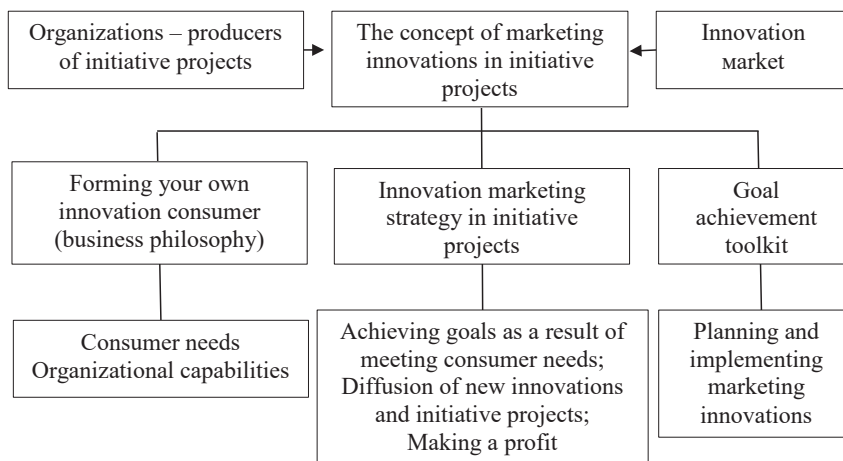 Organizations – producers
of initiative projects
The concept of marketing
innovations in initiative
projects
Innovation
маrket
Forming your own
innovation consumer
(business philosophy)
Innovation marketing
strategy in initiative
projects
Goal
achievement
toolkit
Consumer needs
Organizational capabilities
Achieving goals as a result of
meeting consumer needs;
Diffusion of new innovations
and initiative projects;
Making a profit
Planning and
implementing
marketing
innovations